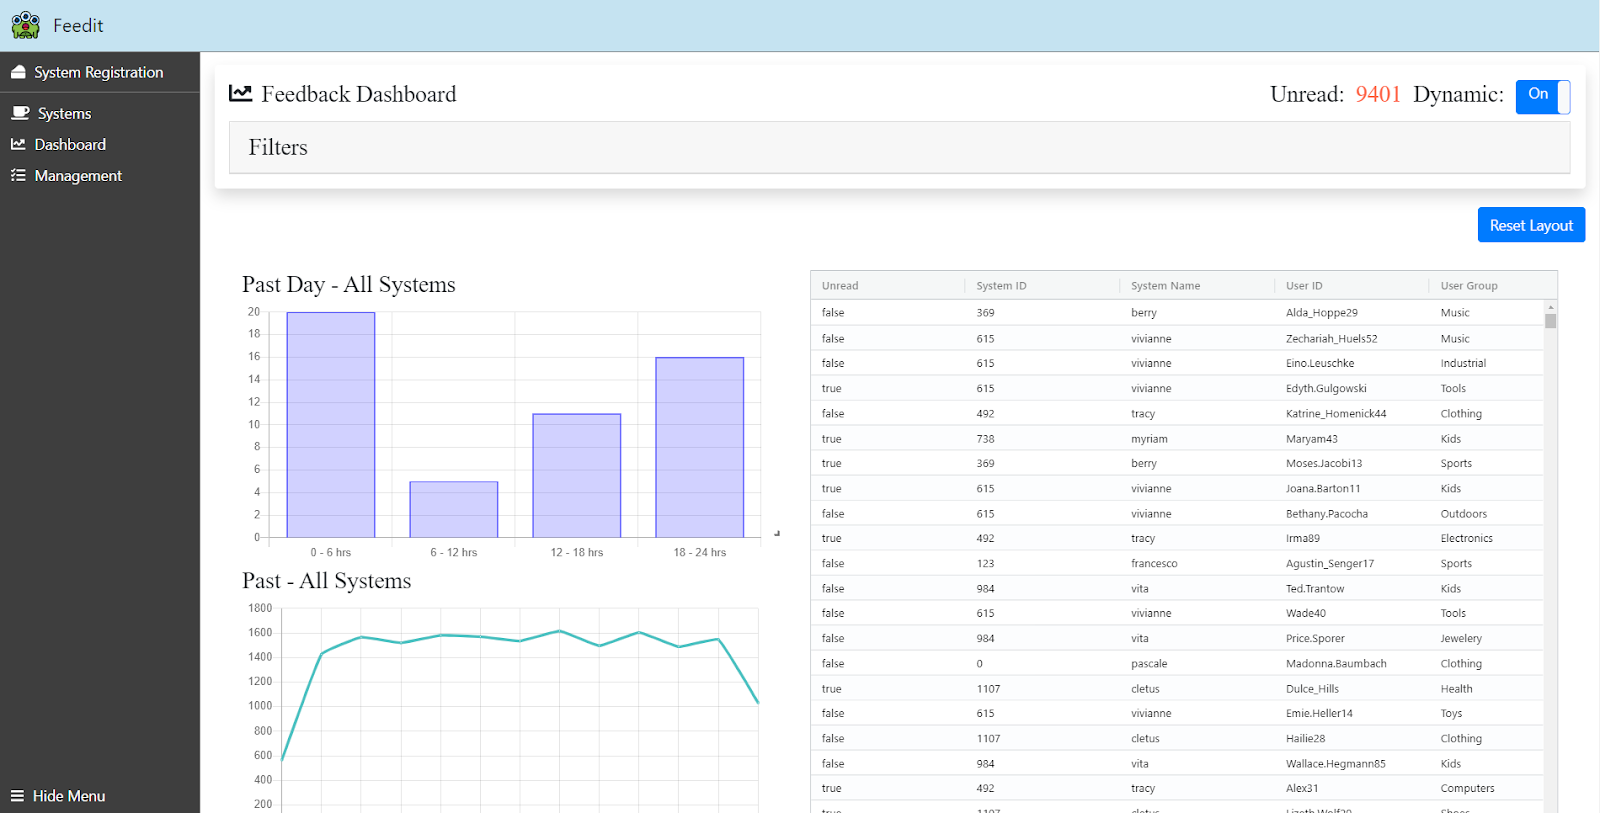 Feedit
System Registration
Systems
Dashboard
Management
Hide Menu
Feedback Dashboard
Unread: 9401 Dynamic: On
Filters
Reset Layout
Past Day - All Systems
20
18
16
14
12
10
8
6
4
2
0
0 - 6 hrs 6 - 12 hrs 12 - 18 hrs 18 - 24 hrs
Past - All Systems
1800
1600
1400
1200
1000
800
600
400
200
Unread System ID System Name User ID User Group
false 369 berry Alda_Hoppe29 Music
false 615 vivianne Zechariah_Huels52 Music
false 615 vivianne Eino.Leuschke Industrial
true 615 vivianne Edyth.Gulgowski Tools
false 492 tracy Katrine_Homenick44 Clothing
true 738 myriam Maryam43 Kids
true 369 berry Moses.Jacobi13 Sports
true 615 vivianne Joana.Barton11 Kids
false 615 vivianne Bethany.Pacocha Outdoors
true 492 tracy Irma89 Electronics
false 123 francesco Agustin_Senger17 Sports
false 984 vita Ted.Trantow Kids
false 615 vivianne Wade40 Tools
false 984 vita Price.Sporer Jewelery
false 0 pascale Madonna.Baumbach Clothing
true 1107 cletus Dulce_Hills Health
false 615 vivianne Emie.Heller14 Toys
false 1107 cletus Hailie28 Clothing
false 984 vita Wallace.Hegmann85 Kids
true 492 tracy Alex31 Computers
true 1107 cletus